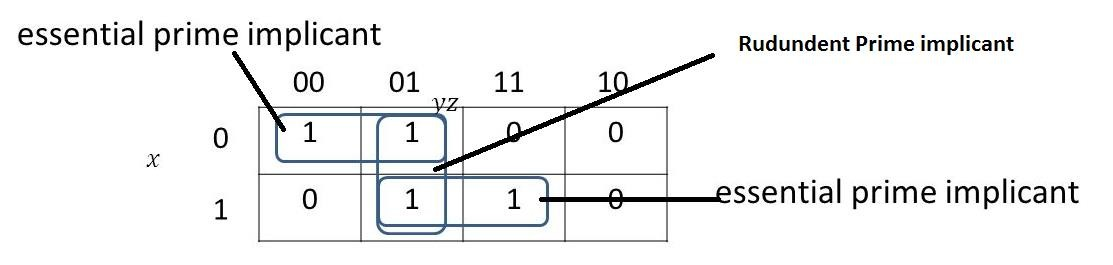 essential prime implicant
Rudundent Prime implicant
00 01 11 10
yz
0 1 1 0 0
x
1 0 1 1 0
essential prime implicant